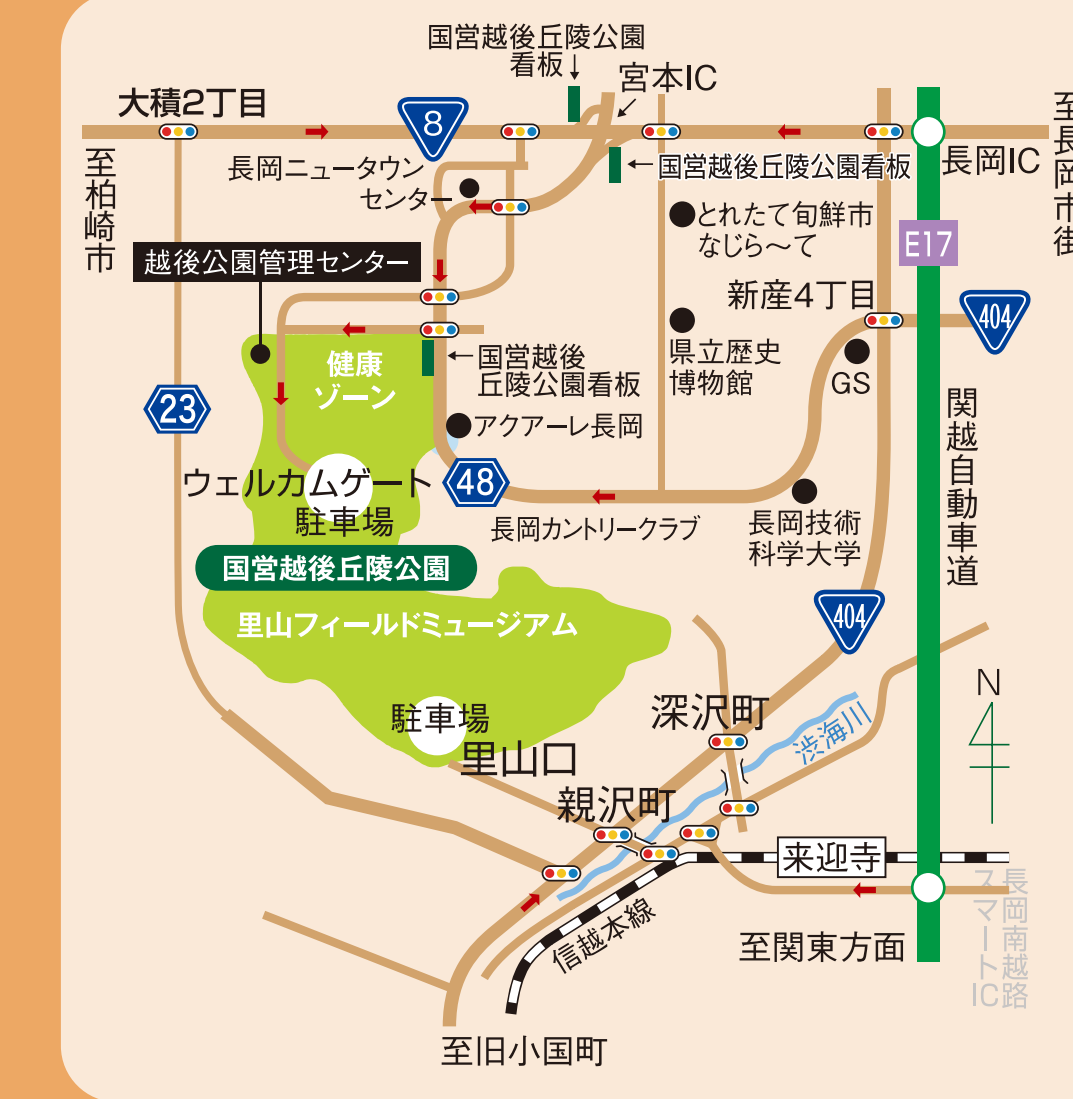 国営越後丘陵公園
看板
宮本IC
大積2丁目
8
至柏崎市
長岡ニュータウン
センター
国営越後丘陵公園看板
長岡IC
至長岡市街
とれたて旬鮮市
なじら〜て
E17
越後公園管理センター
新産4丁目
404
健康
ゾーン
国営越後
丘陵公園看板
県立歴史
博物館
GS
23
アクアーレ長岡
関越自動車道
ウェルカムゲート
48
駐車場
長岡カントリークラブ
長岡技術
科学大学
国営越後丘陵公園
里山フィールドミュージアム
404
N
駐車場
深沢町
渋海川
里山口
親沢町
来迎寺
長岡南越路
スマートIC
信越本線
至関東方面
至旧小国町